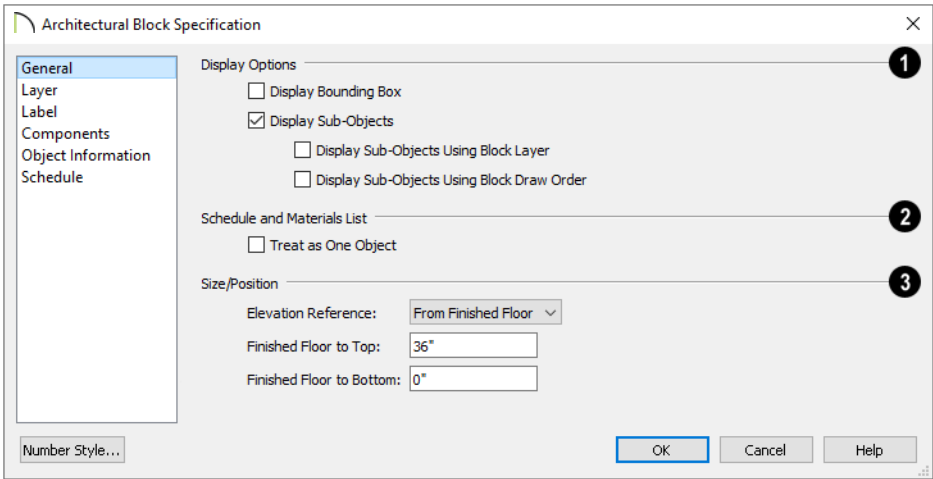 Architectural Block Specification
General
Layer
Label
Components
Object Information
Schedule
Display Options
1
Display Bounding Box
Display Sub-Objects
Display Sub-Objects Using Block Layer
Display Sub-Objects Using Block Draw Order
Schedule and Materials List
2
Treat as One Object
Size/Position
3
Elevation Reference: From Finished Floor
Finished Floor to Top: 36"
Finished Floor to Bottom: 0"
Number Style...
OK
Cancel
Help